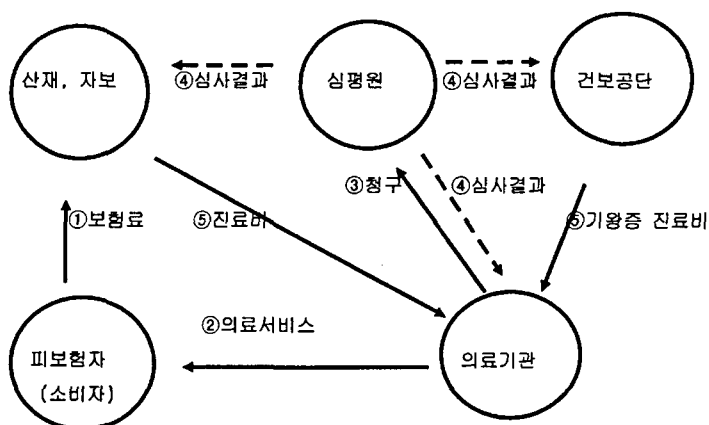 산재, 자보
④심사결과
심평원
④심사결과
건보공단
①보험료
⑤진료비
③청구
④심사결과
⑤기왕증 진료비
②의료서비스
피보험자
(소비자)
의료기관